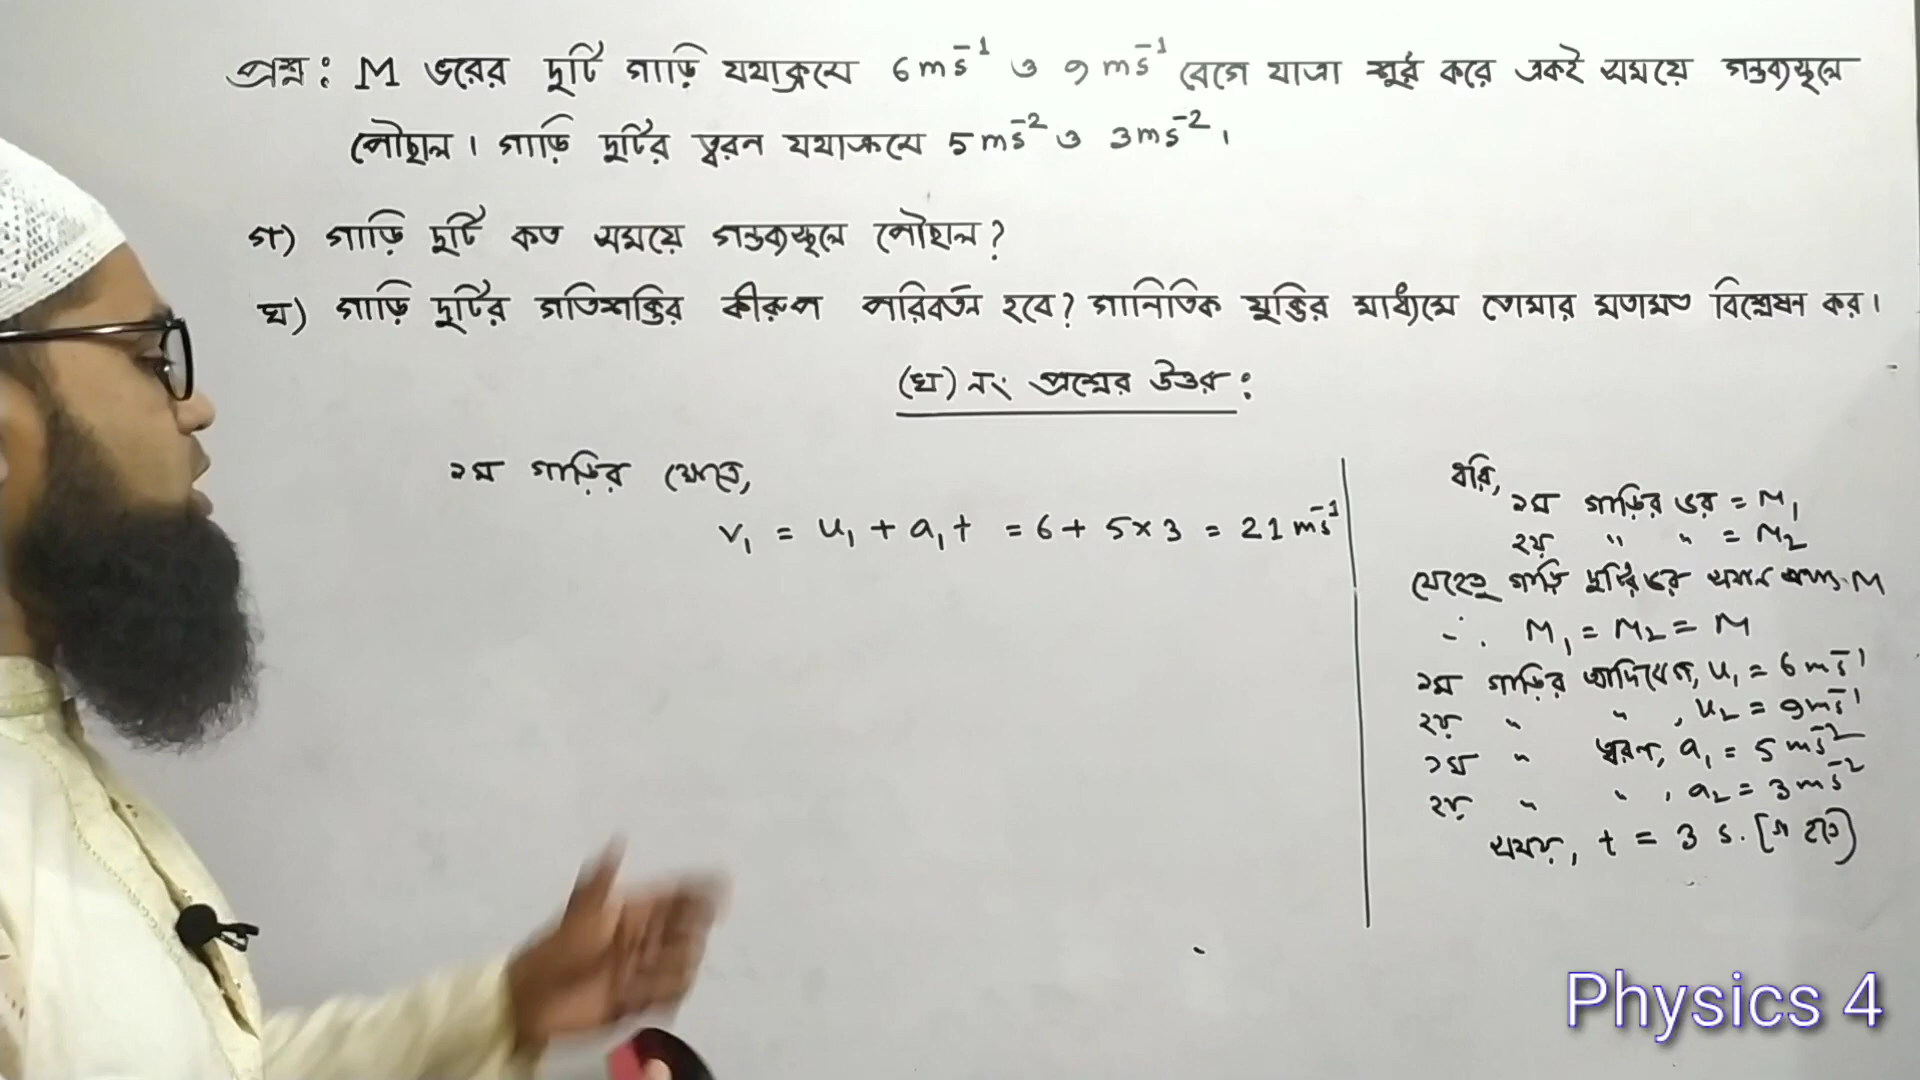 প্রশ্ন: M ভরের দুটি গাড়ি যথাক্রমে 6 ms⁻¹ ও 9 ms⁻¹ বেগে যাত্রা শুরু করে একই সময়ে গন্তব্যস্থলে
পৌছাল। গাড়ি দুটির ত্বরন যথাক্রমে 5 ms⁻² ও 3 ms⁻²।
গ) গাড়ি দুটি কত সময়ে গন্তব্যস্থলে পৌছাল?
ঘ) গাড়ি দুটির গতিশক্তির কীরূপ পরিবর্তন হবে? গানিতিক যুক্তির মাধ্যমে তোমার মতামত বিশ্লেষন কর।
(ঘ) নং প্রশ্নের উত্তর:
১ম গাড়ির ক্ষেত্রে,
v₁ = u₁ + a₁t = 6 + 5×3 = 21 ms⁻¹
ধরি,
১ম গাড়ির ভর = M₁
২য় " " = M₂
যেহেতু গাড়ি দুটির ভর সমান M
∴ M₁ = M₂ = M
১ম গাড়ির আদিবেগ, u₁ = 6 ms⁻¹
২য় " " , u₂ = 9 ms⁻¹
১ম " ত্বরন, a₁ = 5 ms⁻²
২য় " " , a₂ = 3 ms⁻²
সময়, t = 3 s. [গ হতে]
Physics 4